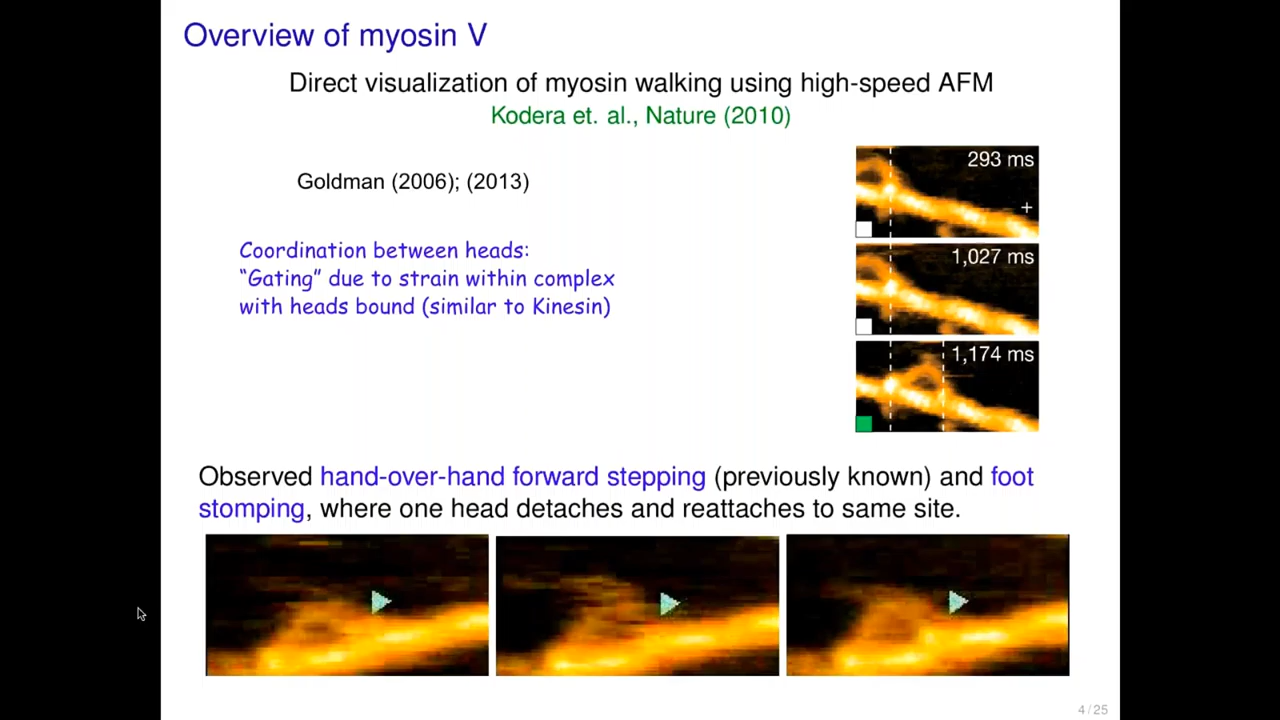 Overview of myosin V
Direct visualization of myosin walking using high-speed AFM
Kodera et. al., Nature (2010)
Goldman (2006); (2013)
Coordination between heads:
“Gating” due to strain within complex
with heads bound (similar to Kinesin)
293 ms
+
1,027 ms
1,174 ms
Observed hand-over-hand forward stepping (previously known) and foot
stomping, where one head detaches and reattaches to same site.
4 / 25